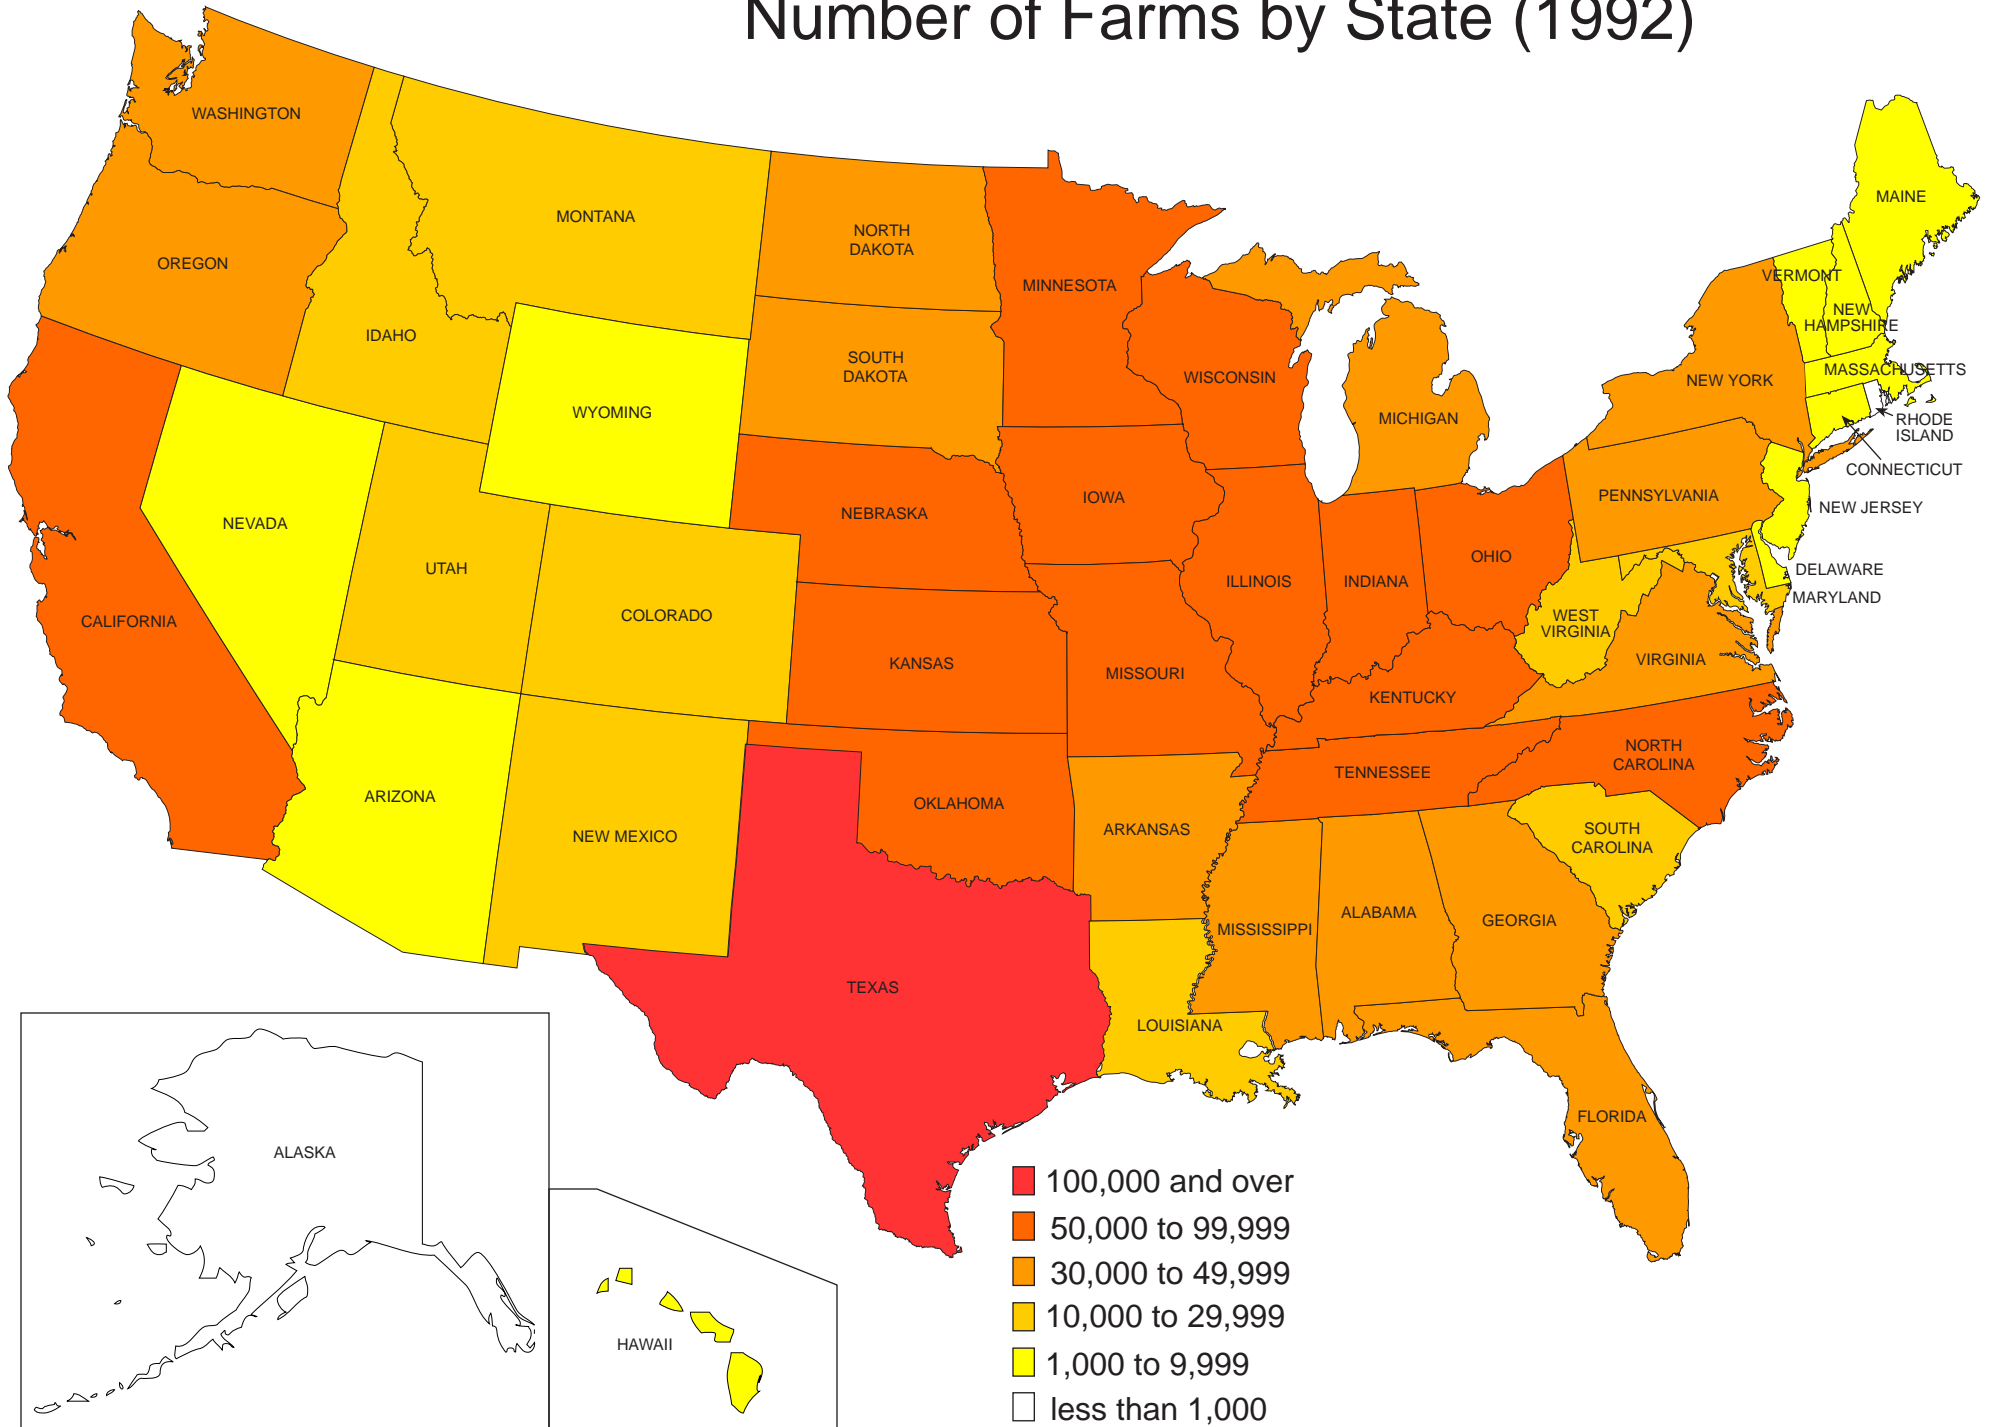 Number of Farms by State (1992)
WASHINGTON
MONTANA
NORTH
DAKOTA
MINNESOTA
MAINE
OREGON
IDAHO
VERMONT
NEW
HAMPSHIRE
SOUTH
DAKOTA
WISCONSIN
MASSACHUSETTS
WYOMING
MICHIGAN
NEW YORK
RHODE
ISLAND
CONNECTICUT
NEVADA
NEBRASKA
IOWA
PENNSYLVANIA
NEW JERSEY
UTAH
ILLINOIS
INDIANA
OHIO
DELAWARE
MARYLAND
CALIFORNIA
COLORADO
KANSAS
MISSOURI
WEST
VIRGINIA
VIRGINIA
KENTUCKY
ARIZONA
NEW MEXICO
OKLAHOMA
ARKANSAS
TENNESSEE
NORTH
CAROLINA
SOUTH
CAROLINA
MISSISSIPPI
ALABAMA
GEORGIA
TEXAS
LOUISIANA
FLORIDA
ALASKA
HAWAII
100,000 and over
50,000 to 99,999
30,000 to 49,999
10,000 to 29,999
1,000 to 9,999
less than 1,000